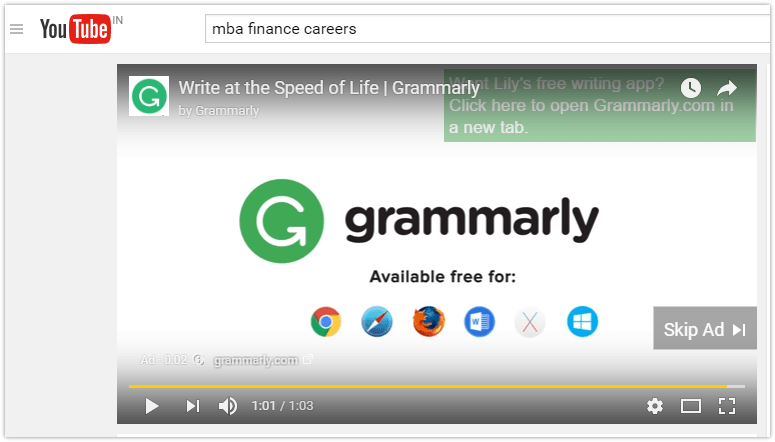 YouTube IN
mba finance careers
Write at the Speed of Life | Grammarly
by Grammarly
Want Lily's free writing app?
Click here to open Grammarly.com in
a new tab.
grammarly
Available free for:
Skip Ad
Ad · 0:02 grammarly.com
1:01 / 1:03